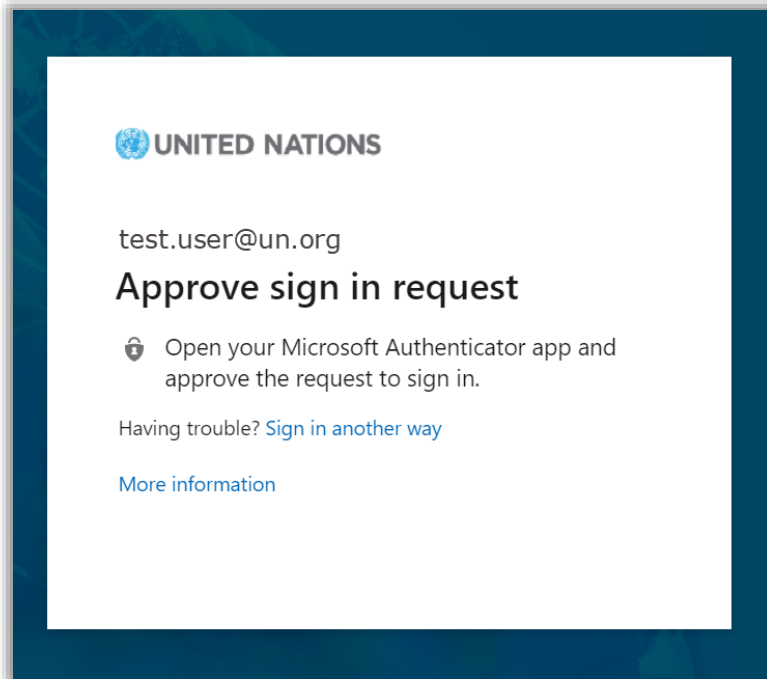 UNITED NATIONS
test.user@un.org
Approve sign in request
Open your Microsoft Authenticator app and
approve the request to sign in.
Having trouble? Sign in another way
More information